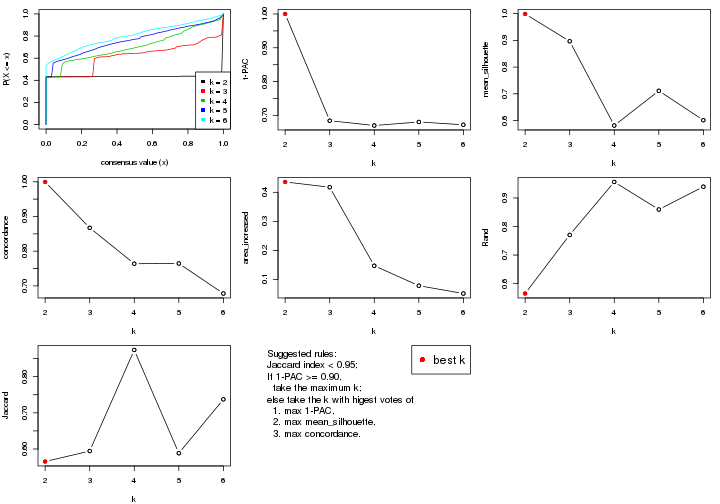 P(X <= x)
0.0 0.2 0.4 0.6 0.8 1.0
k = 2
k = 3
k = 4
k = 5
k = 6
0.0 0.2 0.4 0.6 0.8 1.0
consensus value (x)
1-PAC
0.70 0.80 0.90 1.00
2 3 4 5 6
k
mean_silhouette
0.6 0.7 0.8 0.9 1.0
2 3 4 5 6
k
concordance
0.70 0.80 0.90 1.00
2 3 4 5 6
k
area_increased
0.1 0.2 0.3 0.4
2 3 4 5 6
k
Rand
0.6 0.7 0.8 0.9
2 3 4 5 6
k
Jaccard
0.60 0.70 0.80
2 3 4 5 6
k
Suggested rules:
Jaccard index < 0.95;
If 1-PAC >= 0.90,
take the maximum k;
else take the k with higest votes of
1. max 1-PAC,
2. max mean_silhouette,
3. max concordance.
best k